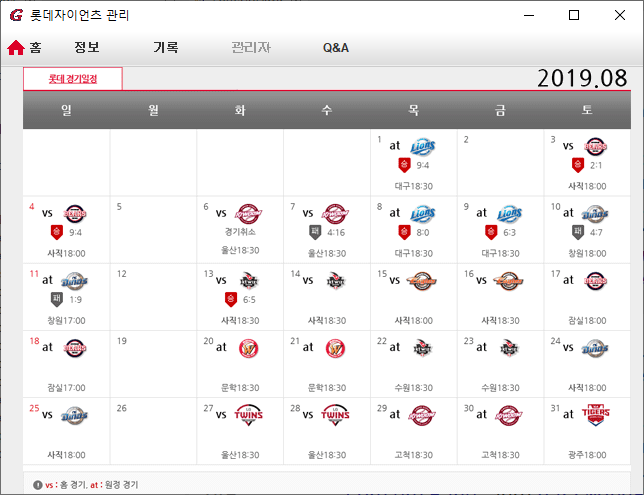 롯데자이언츠 관리
홈 정보 기록 관리자 Q&A
롯데 경기일정 2019.08
일 월 화 수 목 금 토
1 at Lions 2 3 vs
승 9:4 승 2:1
대구18:30 사직18:00
4 vs 5 6 vs 7 vs 8 at Lions 9 at Lions 10 at Dinos
승 9:4 경기취소 패 4:16 승 8:0 승 6:3 패 4:7
사직18:00 울산18:30 울산18:30 대구18:30 대구18:30 창원18:00
11 at Dinos 12 13 vs 14 vs 15 vs 16 vs 17 at
패 1:9 승 6:5
창원17:00 사직18:30 사직18:30 사직18:00 사직18:30 잠실18:00
18 at 19 20 at 21 at 22 at 23 at 24 vs Dinos
잠실17:00 문학18:30 문학18:30 수원18:30 수원18:30 사직18:00
25 vs Dinos 26 27 vs TWINS 28 vs TWINS 29 at 30 at 31 at TIGERS
사직18:00 울산18:30 울산18:30 고척18:30 고척18:30 광주18:00
vs : 홈 경기, at : 원정 경기